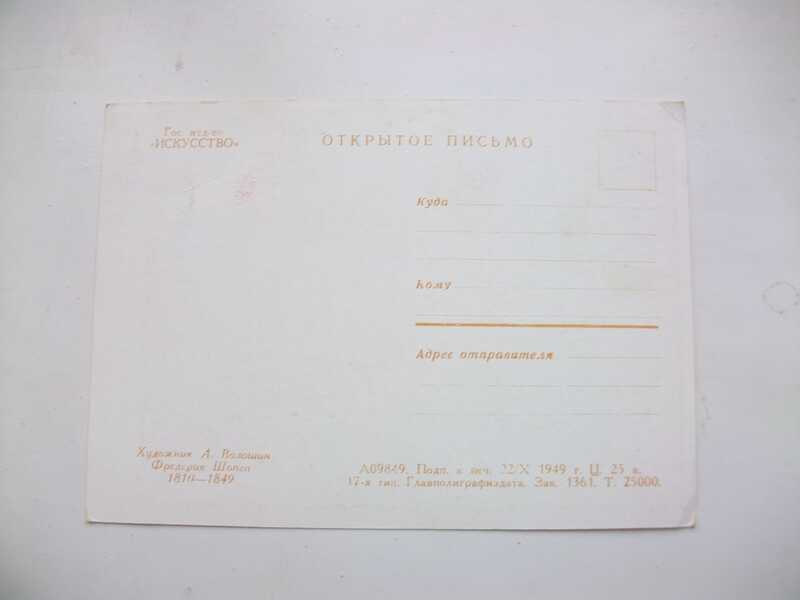 Гос изд-во
«ИСКУССТВО»
ОТКРЫТОЕ ПИСЬМО
Куда
Кому
Адрес отправителя
Художник А. Волошин
Фредерик Шопен
1810—1849
А09849. Подп. к печ. 22/X 1949 г. Ц. 25 к.
17-я тип. Главполиграфиздата. Зак. 1361. Т. 25000.